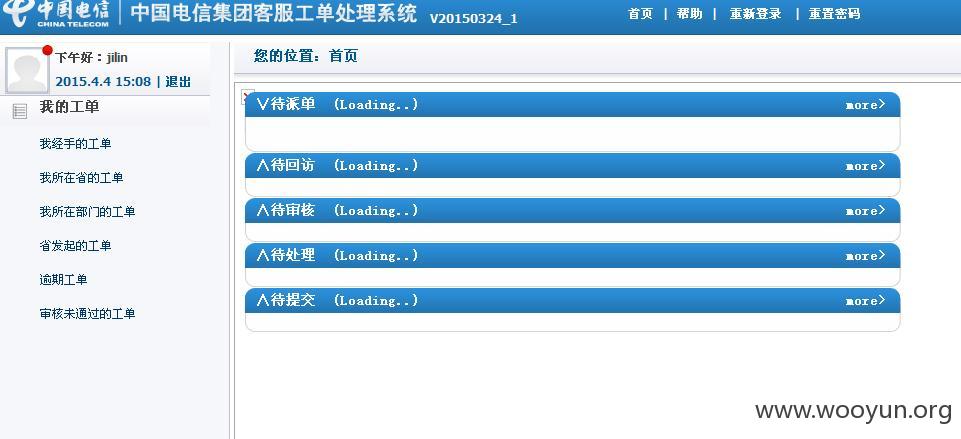 中国电信
CHINA TELECOM
中国电信集团客服工单处理系统 V20150324_1
首页 | 帮助 | 重新登录 | 重置密码
下午好：jilin
2015.4.4 15:08 | 退出
您的位置：首页
我的工单
我经手的工单
我所在省的工单
我所在部门的工单
省发起的工单
逾期工单
审核未通过的工单
∨待派单 (Loading..) more>
∧待回访 (Loading..) more>
∧待审核 (Loading..) more>
∧待处理 (Loading..) more>
∧待提交 (Loading..) more>
www.wooyun.org